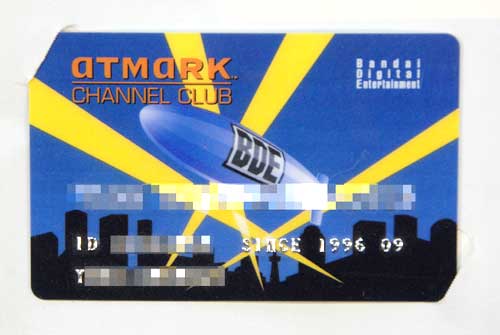 aTMaRK
CHANNEL CLUB
Bandai
Digital
Entertainment
BDE
ID SINCE 1996 09